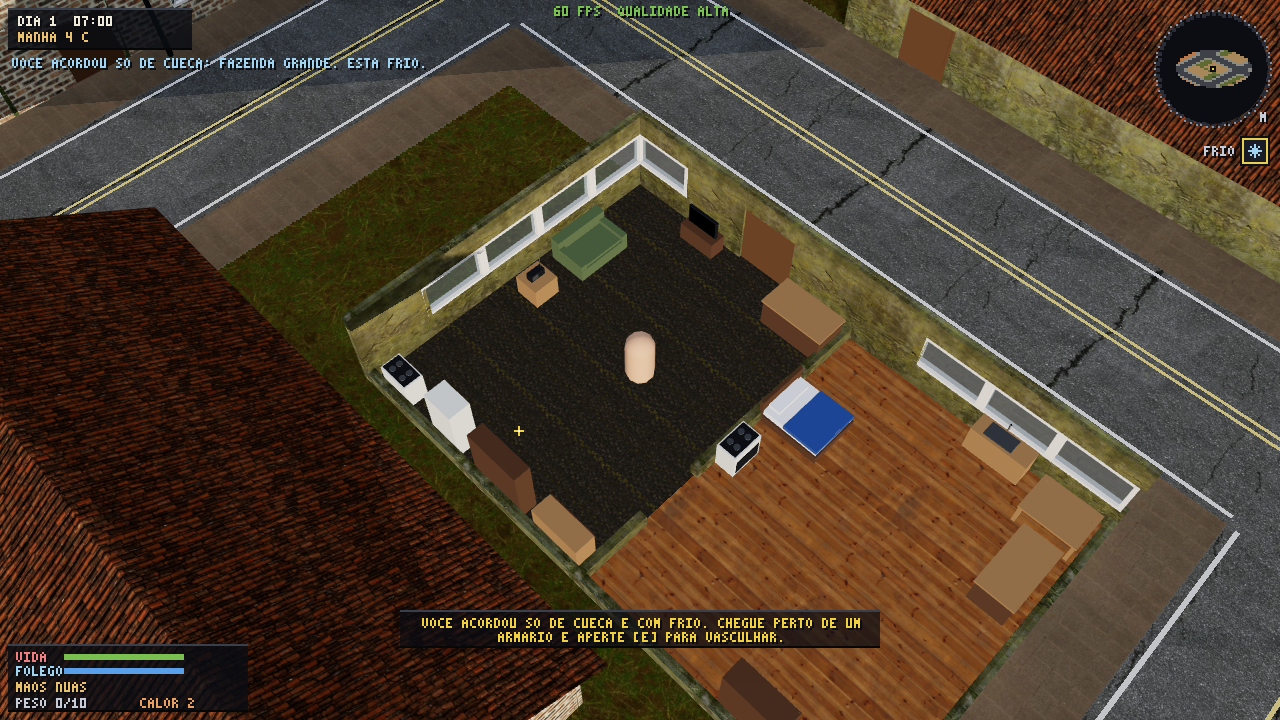 60 FPS QUALIDADE ALTA
DIA 1 07:00
MANHA 4 C
VOCE ACORDOU SO DE CUECA: FAZENDA GRANDE. ESTA FRIO.
N
FRIO
VOCE ACORDOU SO DE CUECA E COM FRIO. CHEGUE PERTO DE UM
ARMARIO E APERTE [E] PARA VASCULHAR.
VIDA
FOLEGO
MAOS NUAS
PESO 0/10 CALOR 2